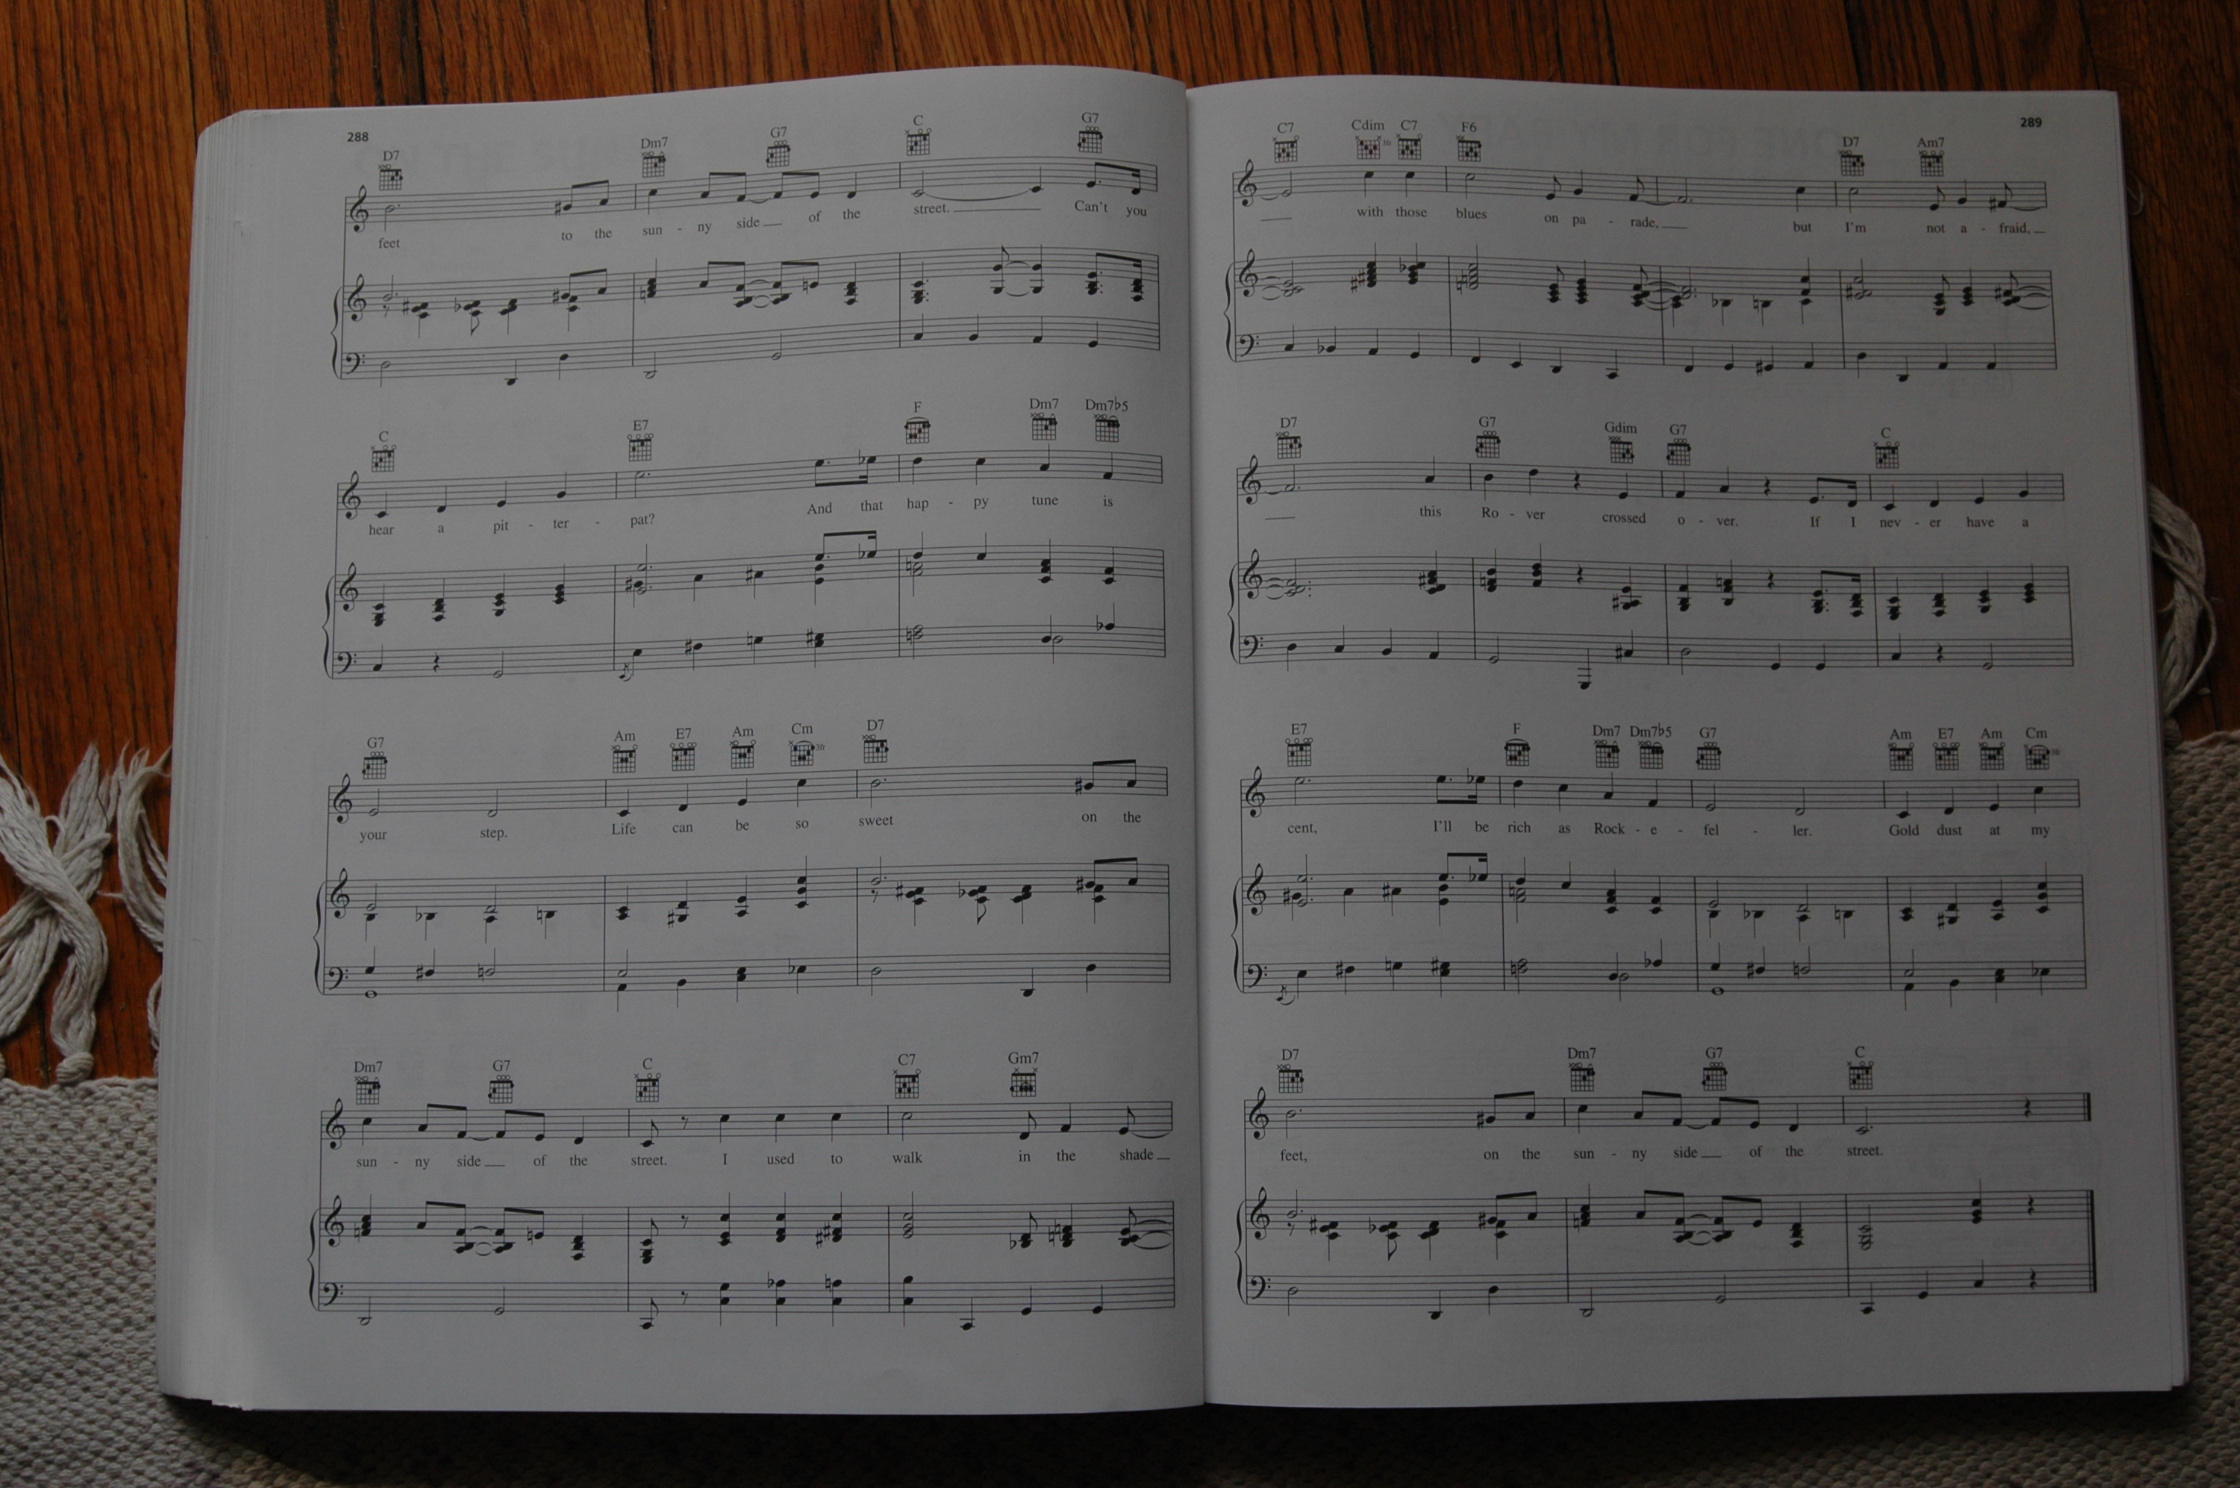 288
D7 Dm7 G7 C G7
feet to the sun - ny side of the street. Can't you
C E7 F Dm7 Dm7♭5
hear a pit - ter - pat? And that hap - py tune is
G7 Am E7 Am Cm D7
your step. Life can be so sweet on the
Dm7 G7 C C7 Gm7
sun - ny side of the street. I used to walk in the shade
289
C7 Cdim C7 F6 D7 Am7
with those blues on pa - rade, but I'm not a - fraid,
D7 G7 Gdim G7 C
this Ro - ver crossed o - ver. If I nev - er have a
E7 F Dm7 Dm7♭5 G7 Am E7 Am Cm
cent, I'll be rich as Rock - e - fel - ler. Gold dust at my
D7 Dm7 G7 C
feet, on the sun - ny side of the street.